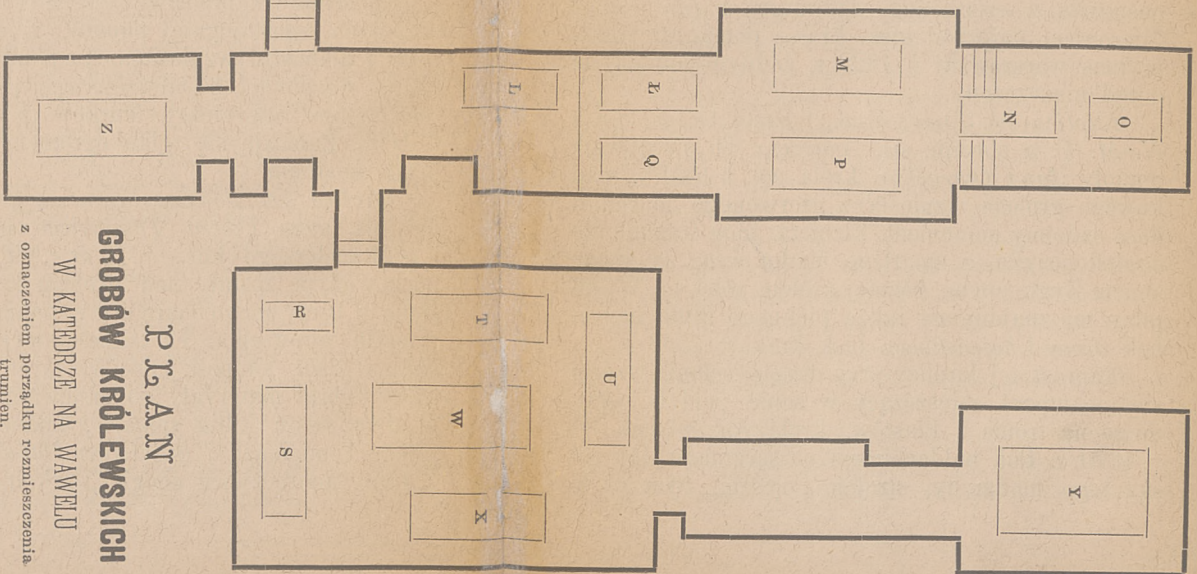 PLAN
GROBÓW KRÓLEWSKICH
W KATEDRZE NA WAWELU
z oznaczeniem porządku rozmieszczenia
trumien.
O
N
M
P
Ł
Q
L
Z
Y
U
T
W
X
R
S